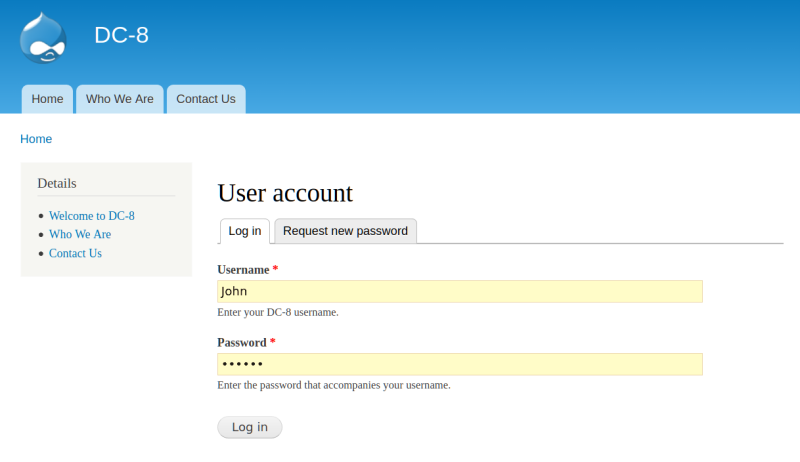 DC-8
Home
Who We Are
Contact Us
Home
Details
Welcome to DC-8
Who We Are
Contact Us
User account
Log in
Request new password
Username *
John
Enter your DC-8 username.
Password *
••••••
Enter the password that accompanies your username.
Log in